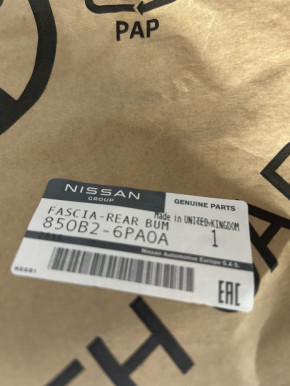 PAP
NISSAN
GROUP
GENUINE PARTS
FASCIA-REAR BUM
Made in UNITED KINGDOM
850B2-6PA0A
1
Nissan Automotive Europe S.A.S.
EAC